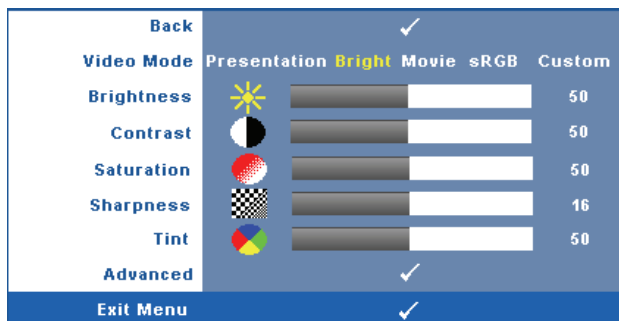 Back
Video Mode Presentation Bright Movie sRGB Custom
Brightness 50
Contrast 50
Saturation 50
Sharpness 16
Tint 50
Advanced
Exit Menu